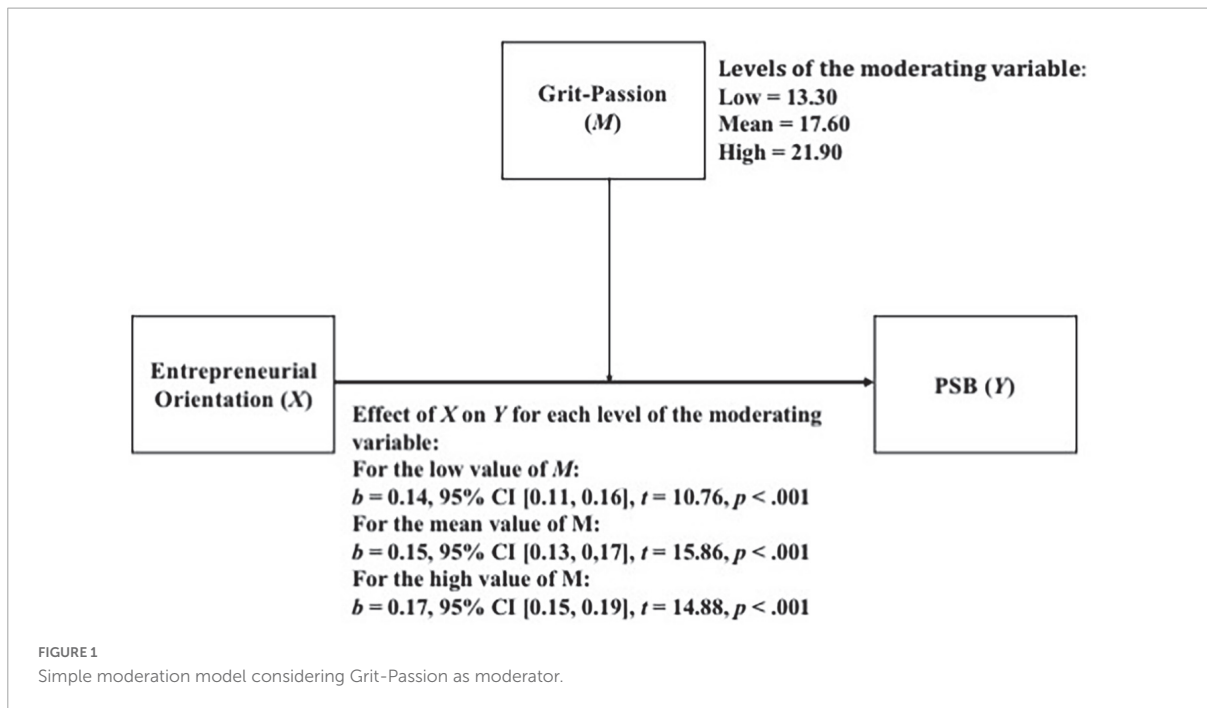 Grit-Passion
(M)
Levels of the moderating variable:
Low = 13.30
Mean = 17.60
High = 21.90
Entrepreneurial
Orientation (X)
PSB (Y)
Effect of X on Y for each level of the moderating
variable:
For the low value of M:
b = 0.14, 95% CI [0.11, 0.16], t = 10.76, p < .001
For the mean value of M:
b = 0.15, 95% CI [0.13, 0,17], t = 15.86, p < .001
For the high value of M:
b = 0.17, 95% CI [0.15, 0.19], t = 14.88, p < .001
FIGURE 1
Simple moderation model considering Grit-Passion as moderator.